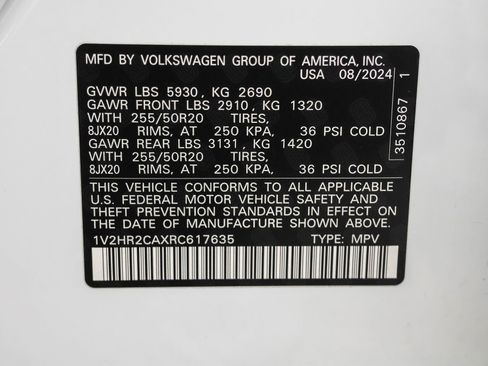 MFD BY VOLKSWAGEN GROUP OF AMERICA, INC.
USA 08/2024
GVWR LBS 5930, KG 2690
GAWR FRONT LBS 2910, KG 1320
WITH 255/50R20 TIRES,
8JX20 RIMS, AT 250 KPA, 36 PSI COLD
GAWR REAR LBS 3131, KG 1420
WITH 255/50R20 TIRES,
8JX20 RIMS, AT 250 KPA, 36 PSI COLD
THIS VEHICLE CONFORMS TO ALL APPLICABLE
U.S. FEDERAL MOTOR VEHICLE SAFETY AND
THEFT PREVENTION STANDARDS IN EFFECT ON
THE DATE OF MANUFACTURE SHOWN ABOVE.
1V2HR2CAXRC617635 TYPE: MPV
3510867 1